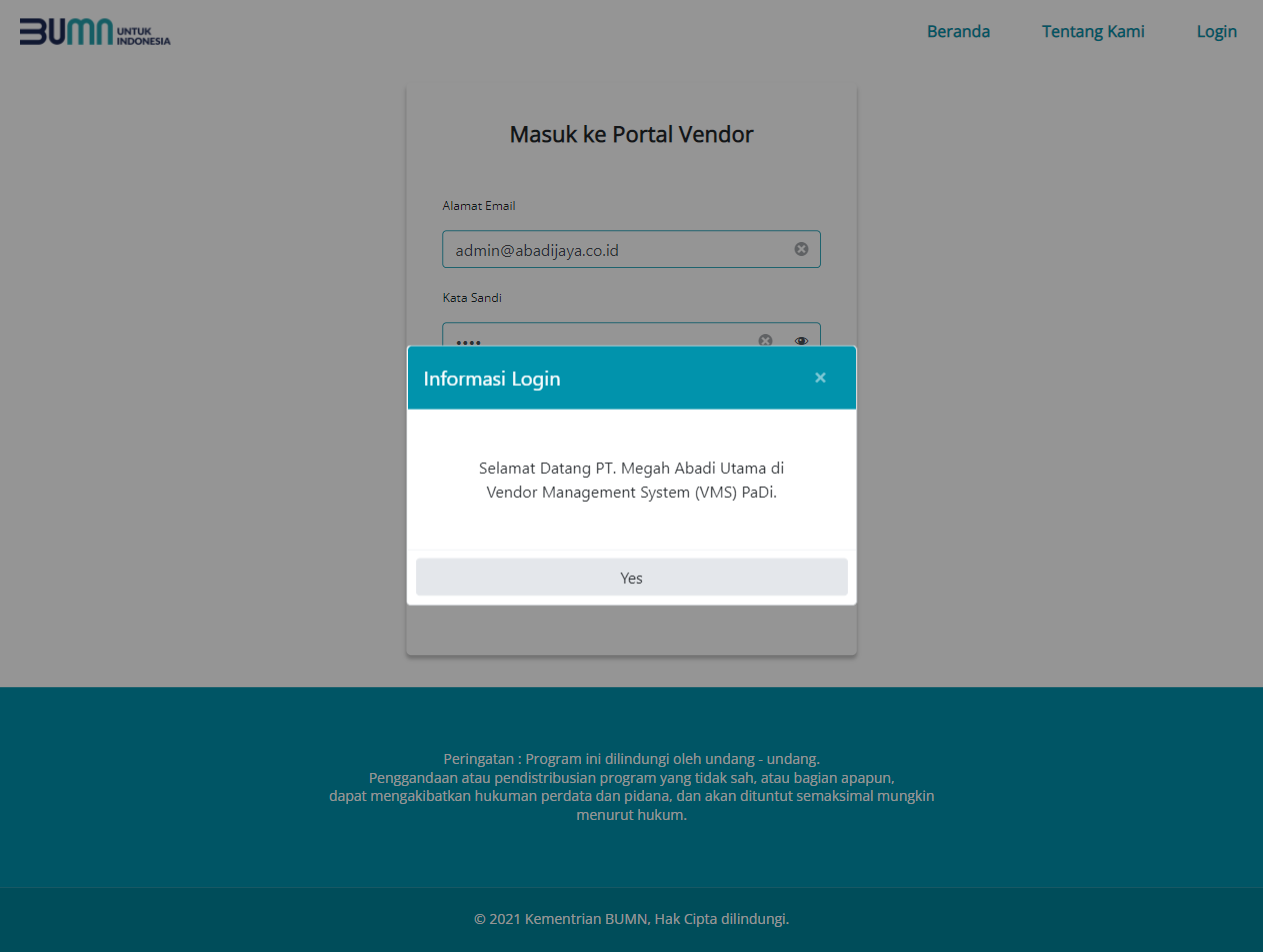 BUMN UNTUK INDONESIA
Beranda Tentang Kami Login
Masuk ke Portal Vendor
Alamat Email
admin@abadijaya.co.id
Kata Sandi
••••
Informasi Login ×
Selamat Datang PT. Megah Abadi Utama di
Vendor Management System (VMS) PaDi.
Yes
Peringatan : Program ini dilindungi oleh undang - undang.
Penggandaan atau pendistribusian program yang tidak sah, atau bagian apapun,
dapat mengakibatkan hukuman perdata dan pidana, dan akan dituntut semaksimal mungkin
menurut hukum.
© 2021 Kementrian BUMN, Hak Cipta dilindungi.